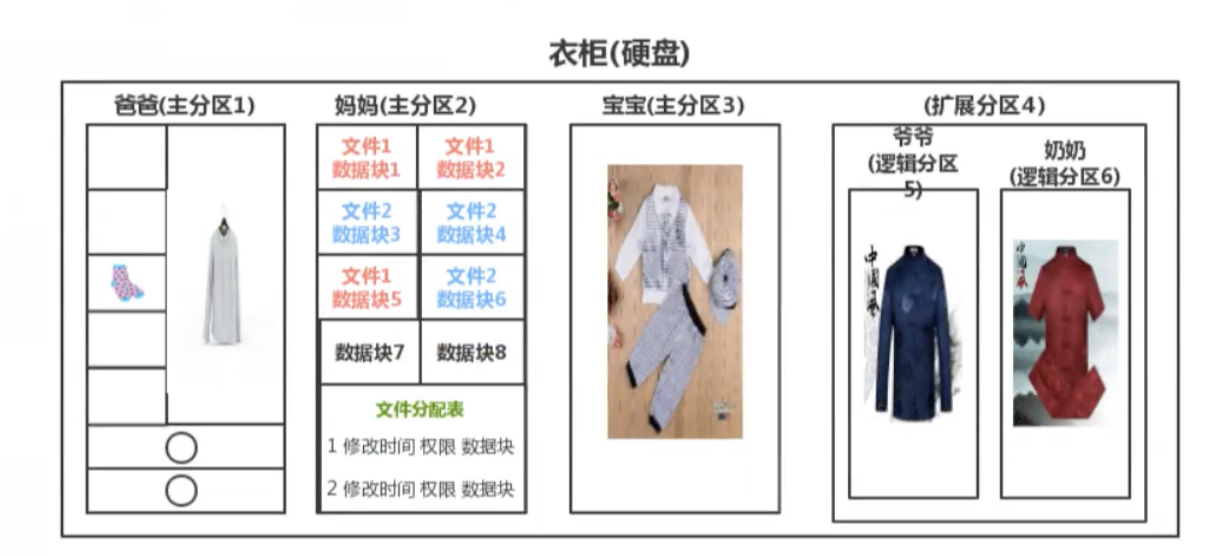 衣柜(硬盘)
爸爸(主分区1)
妈妈(主分区2)
文件1
数据块1
文件1
数据块2
文件2
数据块3
文件2
数据块4
文件1
数据块5
文件2
数据块6
数据块7
数据块8
文件分配表
1 修改时间 权限 数据块
2 修改时间 权限 数据块
宝宝(主分区3)
(扩展分区4)
爷爷
(逻辑分区
5)
中国风
奶奶
(逻辑分区6)
中国风